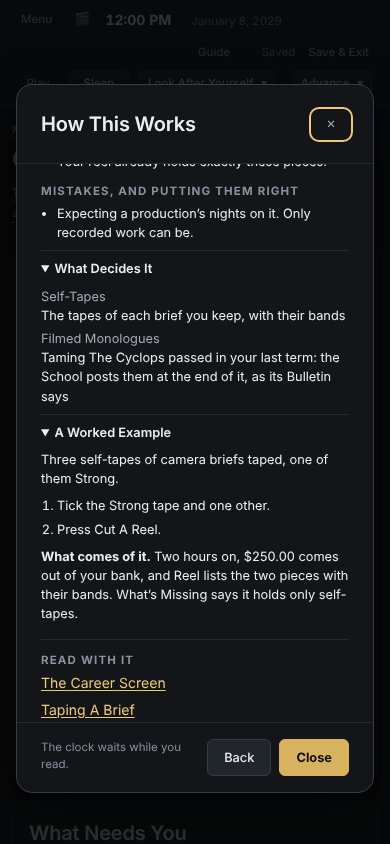 Menu 🎬 12:00 PM January 8, 2029
Guide Saved Save & Exit
Play Sleep Look After Yourself ▾ Advance ▾
How This Works ×
Your reel already holds exactly these pieces.
MISTAKES, AND PUTTING THEM RIGHT
• Expecting a production’s nights on it. Only
recorded work can be.
▼ What Decides It
Self-Tapes
The tapes of each brief you keep, with their bands
Filmed Monologues
Taming The Cyclops passed in your last term: the
School posts them at the end of it, as its Bulletin
says
▼ A Worked Example
Three self-tapes of camera briefs taped, one of
them Strong.
1. Tick the Strong tape and one other.
2. Press Cut A Reel.
What comes of it. Two hours on, $250.00 comes
out of your bank, and Reel lists the two pieces with
their bands. What’s Missing says it holds only self-
tapes.
READ WITH IT
The Career Screen
Taping A Brief
The clock waits while you
read.
Back Close
What Needs You